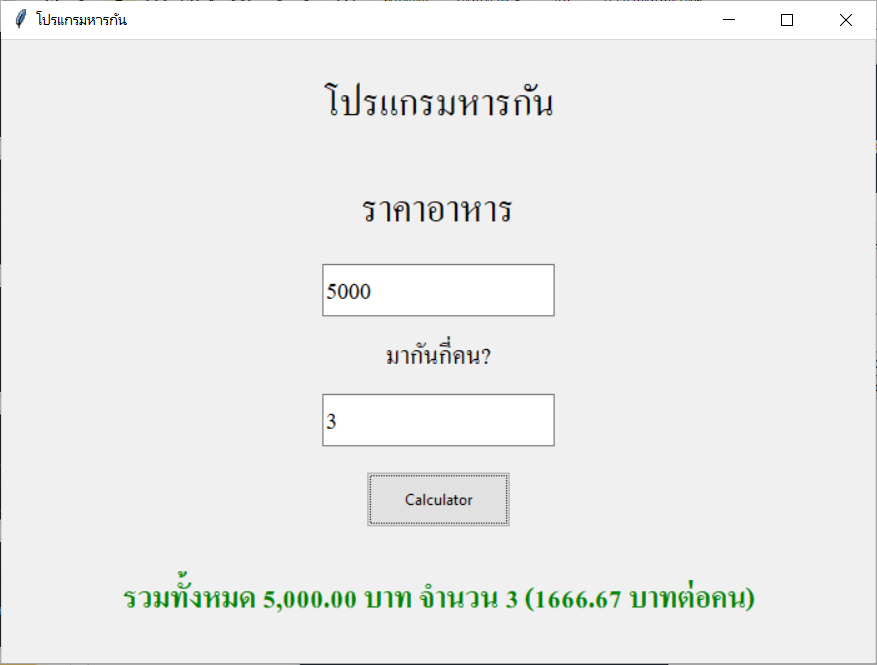 โปรแกรมหารกัน
โปรแกรมหารกัน
ราคาอาหาร
5000
มากันกี่คน?
3
Calculator
รวมทั้งหมด 5,000.00 บาท จำนวน 3 (1666.67 บาทต่อคน)